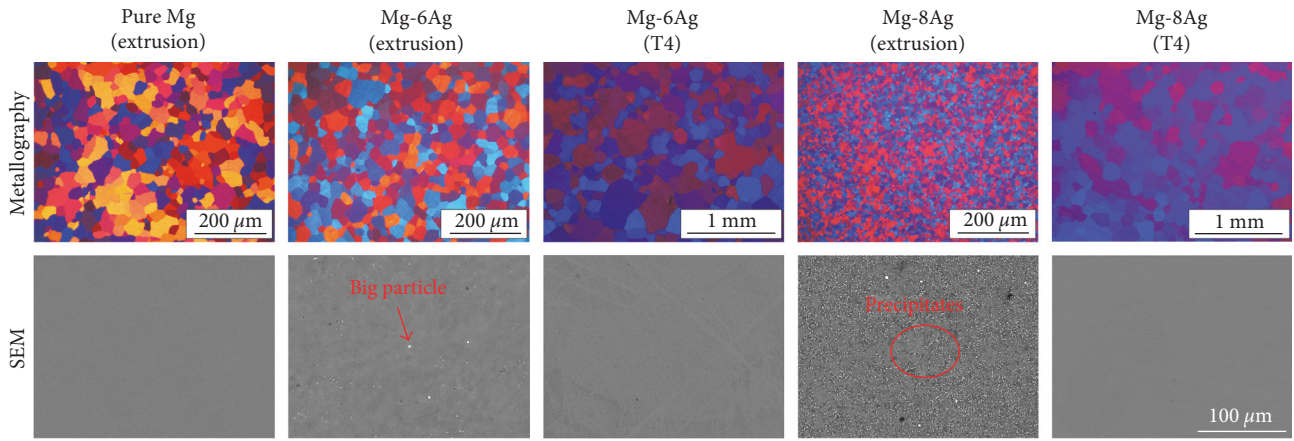 Pure Mg
(extrusion)
Mg-6Ag
(extrusion)
Mg-6Ag
(T4)
Mg-8Ag
(extrusion)
Mg-8Ag
(T4)
Metallography
200 μm
200 μm
1 mm
200 μm
1 mm
SEM
Big particle
Precipitates
100 μm